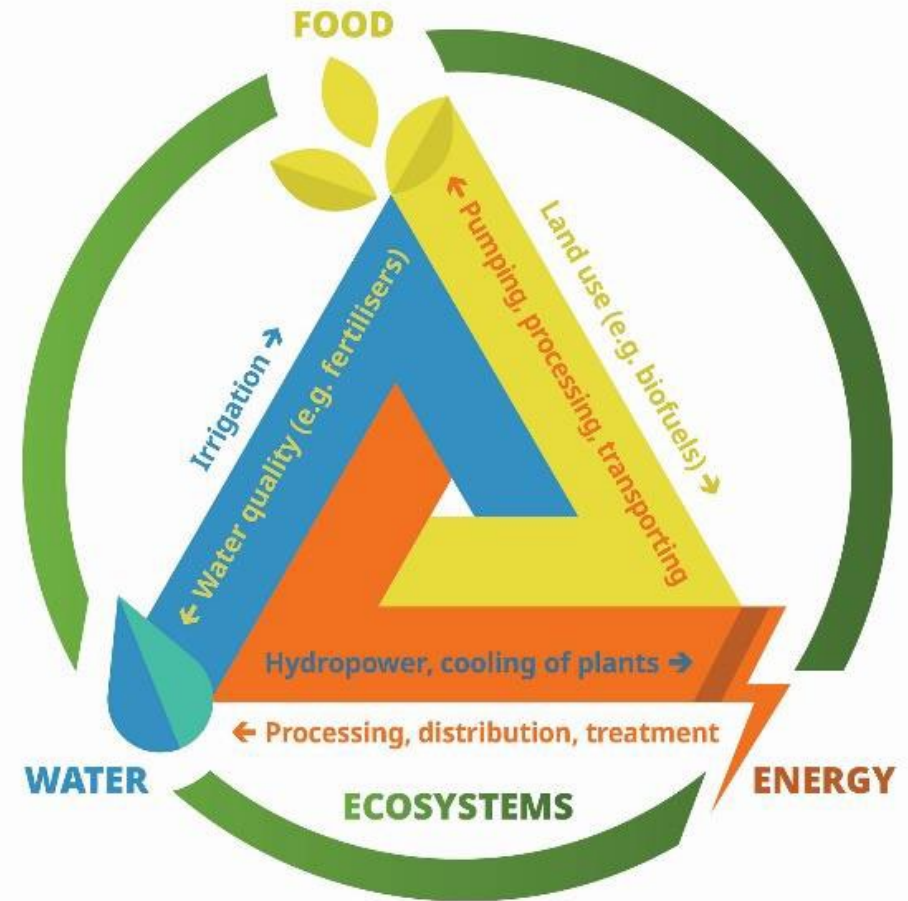 FOOD
Irrigation →
← Water quality (e.g. fertilisers)
← Pumping, processing, transporting
Land use (e.g. biofuels) →
Hydropower, cooling of plants →
← Processing, distribution, treatment
WATER
ENERGY
ECOSYSTEMS